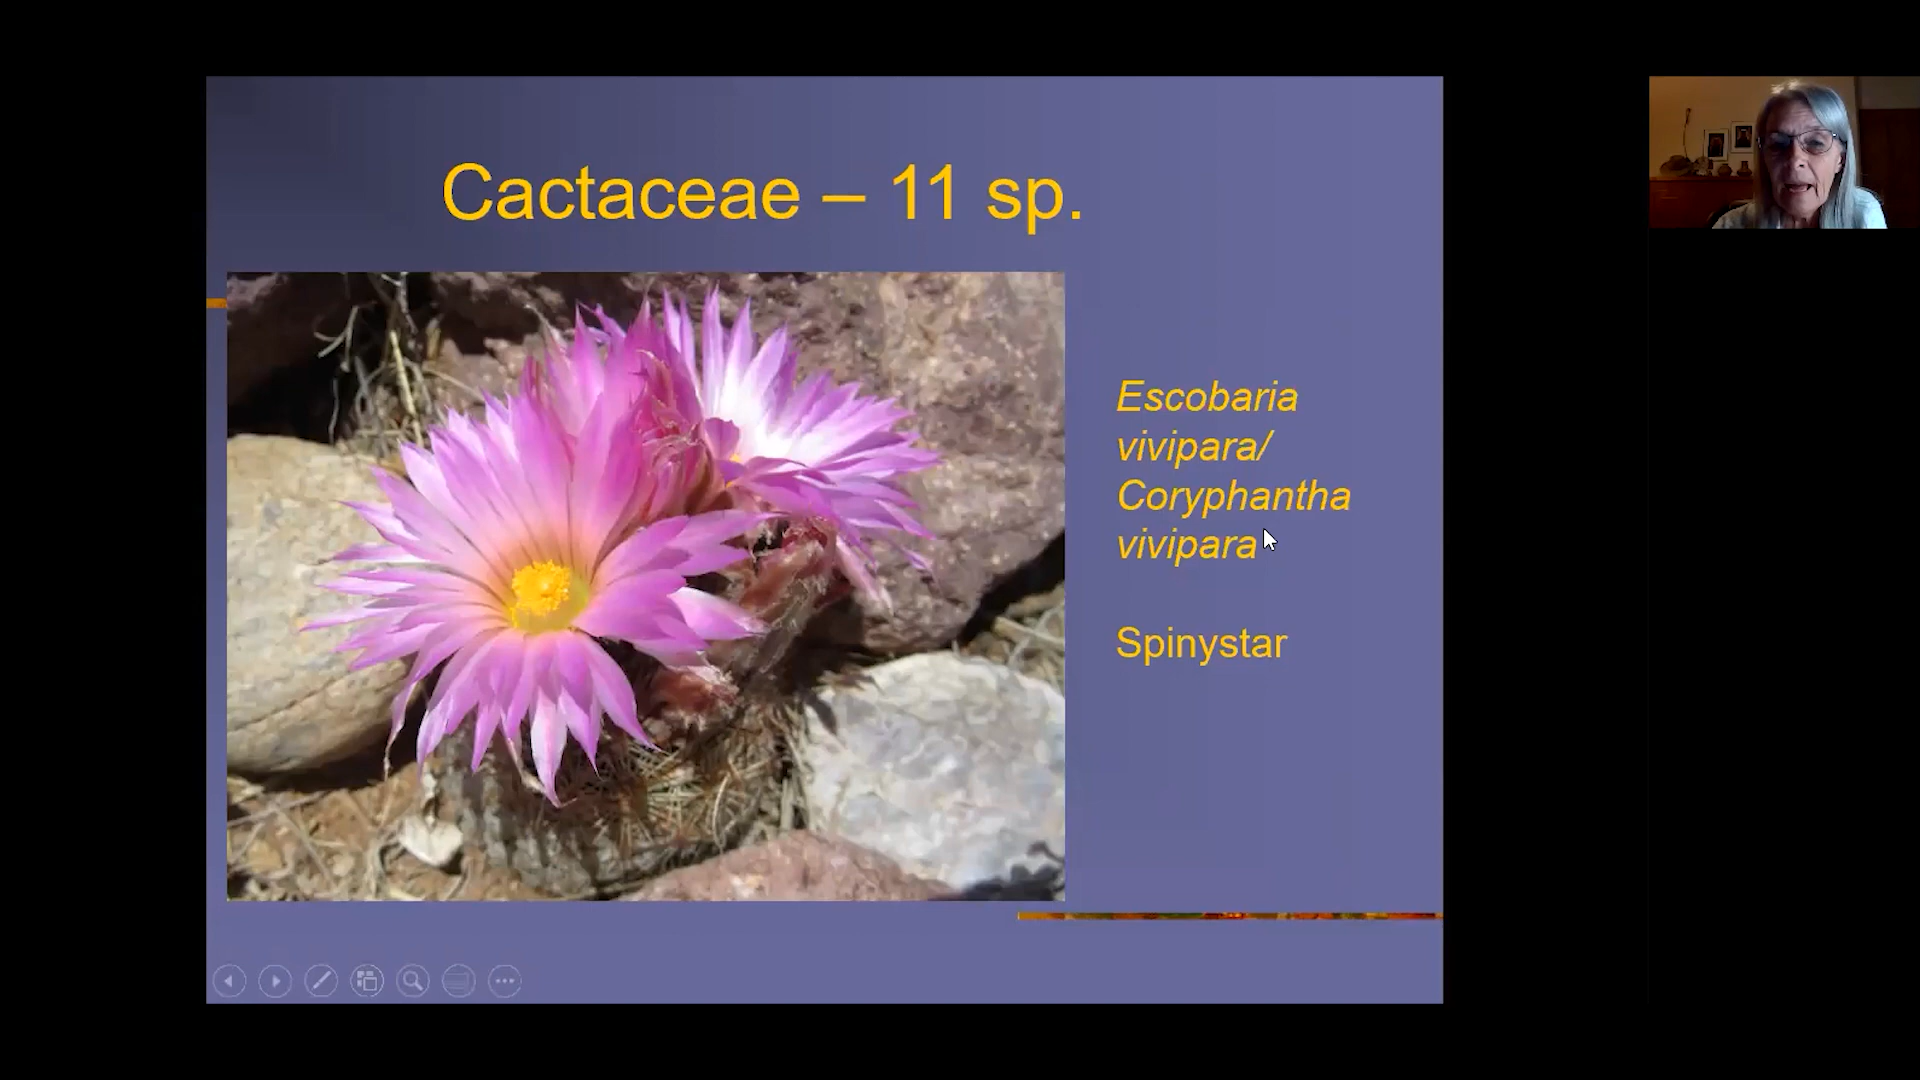 Cactaceae – 11 sp.
Escobaria
vivipara/
Coryphantha
vivipara
Spinystar